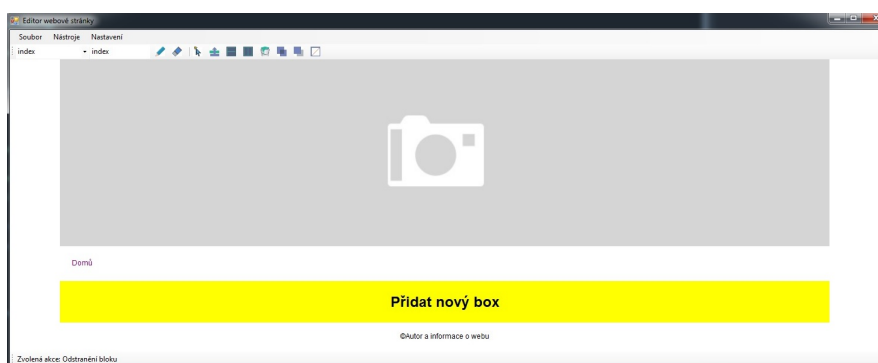 Editor webové stránky
Soubor Nástroje Nastavení
index index
Domů
Přidat nový box
©Autor a informace o webu
Zvolená akce: Odstranění bloku